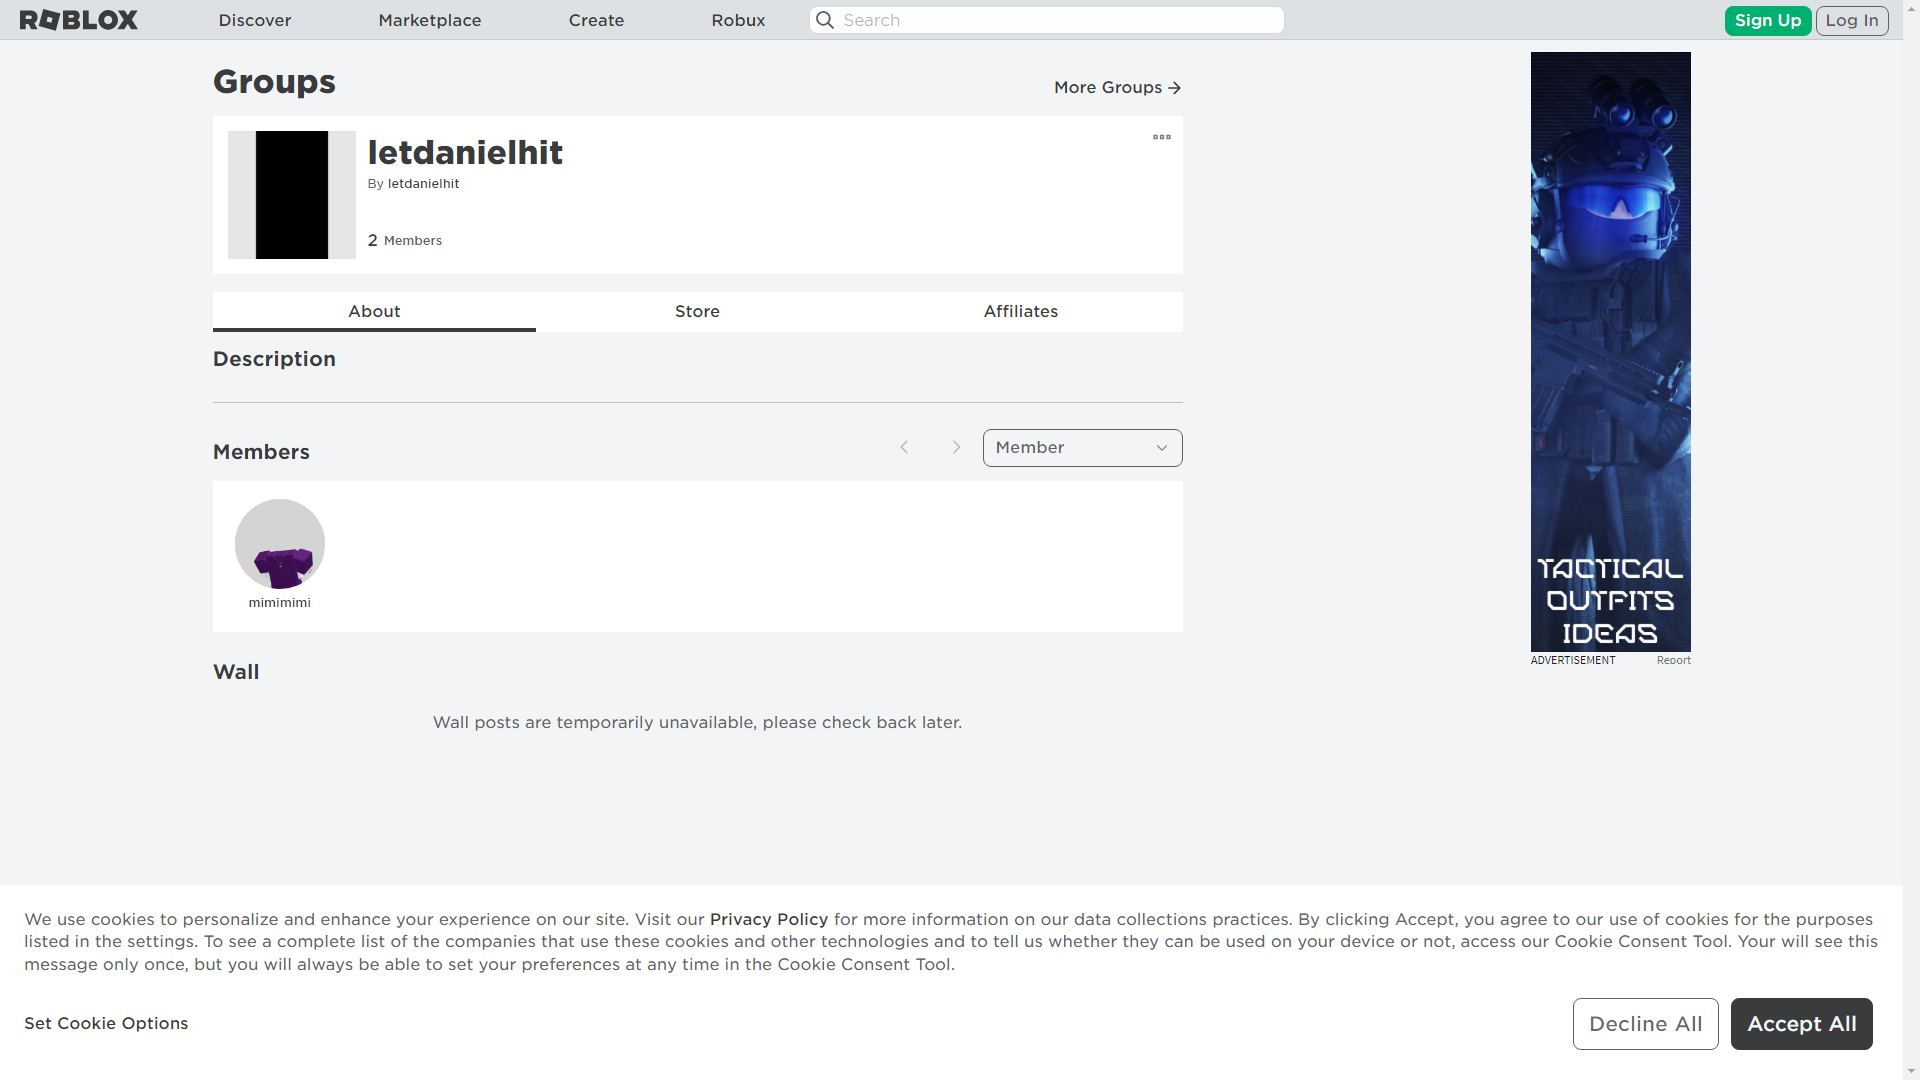 ROBLOX
Discover
Marketplace
Create
Robux
Search
Sign Up
Log In
Groups
More Groups
letdanielhit
By letdanielhit
2 Members
About
Store
Affiliates
Description
Members
Member
mimimimi
Wall
Wall posts are temporarily unavailable, please check back later.
TACTICAL
OUTFITS
IDEAS
ADVERTISEMENT
Report
We use cookies to personalize and enhance your experience on our site. Visit our Privacy Policy for more information on our data collections practices. By clicking Accept, you agree to our use of cookies for the purposes
listed in the settings. To see a complete list of the companies that use these cookies and other technologies and to tell us whether they can be used on your device or not, access our Cookie Consent Tool. Your will see this
message only once, but you will always be able to set your preferences at any time in the Cookie Consent Tool.
Set Cookie Options
Decline All
Accept All